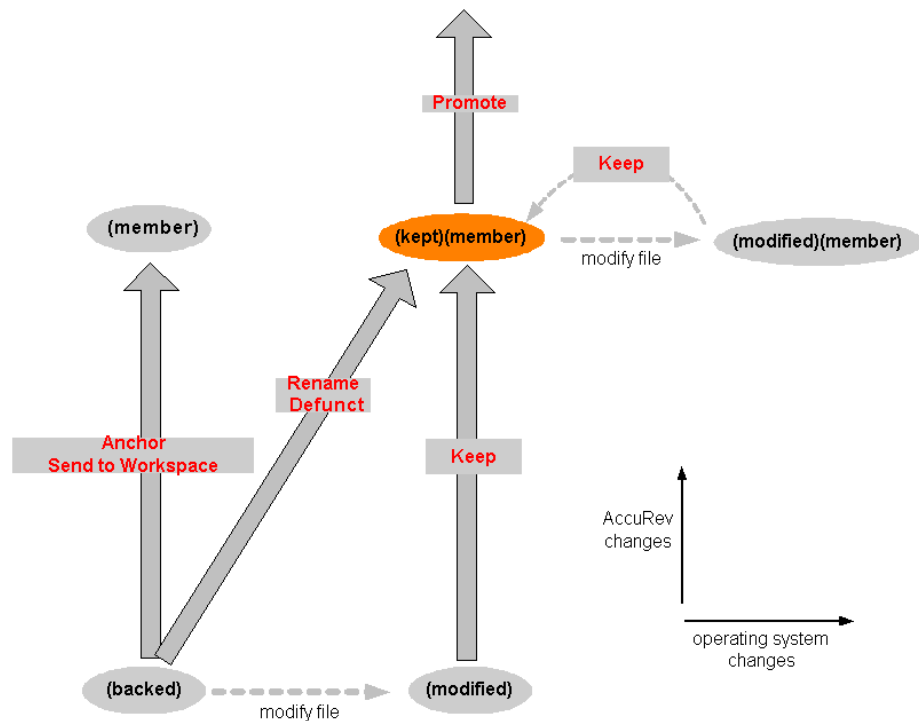 Promote
Keep
(member)
(kept)(member)
modify file
(modified)(member)
Rename
Defunct
Anchor
Send to Workspace
Keep
AccuRev
changes
operating system
changes
(backed)
modify file
(modified)